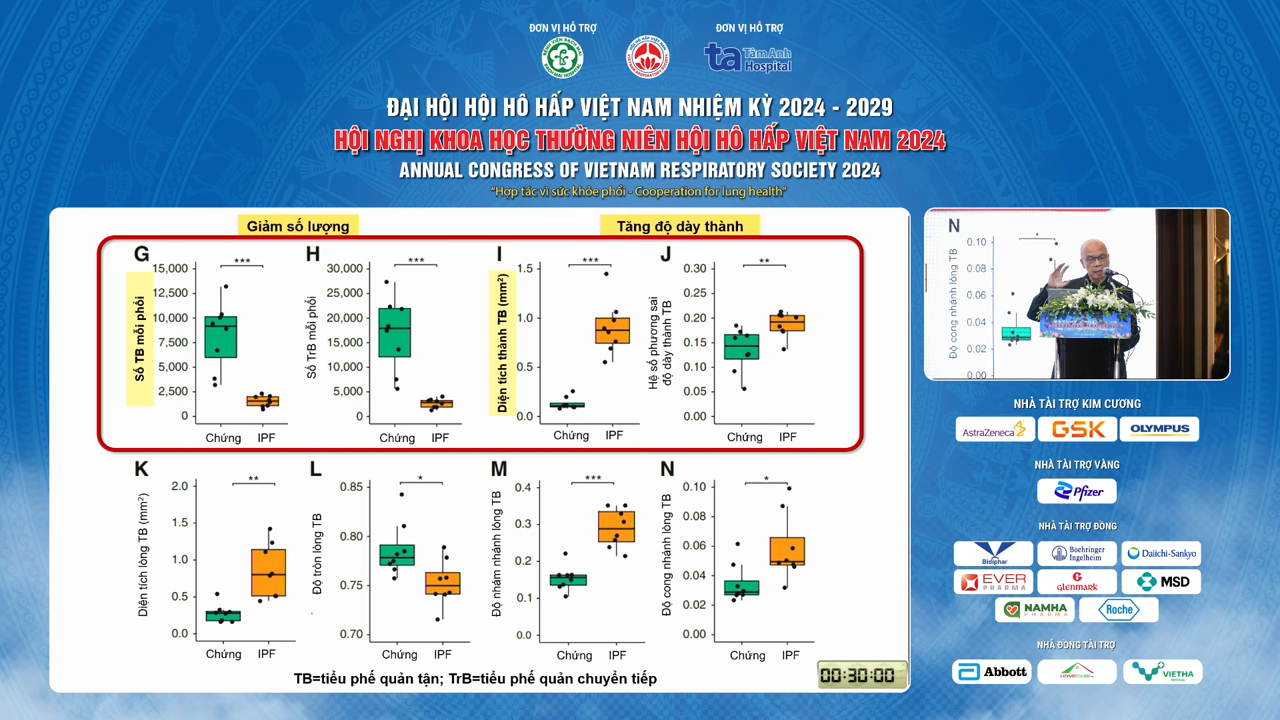 ĐƠN VỊ HỖ TRỢ
ĐƠN VỊ HỖ TRỢ
ta TâmAnh Hospital
ĐẠI HỘI HỘI HÔ HẤP VIỆT NAM NHIỆM KỲ 2024 - 2029
HỘI NGHỊ KHOA HỌC THƯỜNG NIÊN HỘI HÔ HẤP VIỆT NAM 2024
ANNUAL CONGRESS OF VIETNAM RESPIRATORY SOCIETY 2024
"Hợp tác vì sức khỏe phổi - Cooperation for lung health"
Giảm số lượng
Tăng độ dày thành
G
Số TB mỗi phổi
15,000
12,500
10,000
7,500
5,000
2,500
0
***
Chứng IPF
H
Số TrB mỗi phổi
30,000
25,000
20,000
15,000
10,000
5,000
0
***
Chứng IPF
I
Diện tích thành TB (mm²)
1.5
1.0
0.5
0.0
***
Chứng IPF
J
Hệ số phương sai
độ dày thành TB
0.30
0.25
0.20
0.15
0.10
0.05
0.00
**
Chứng IPF
K
Diện tích lòng TB (mm²)
2.0
1.5
1.0
0.5
0.0
**
Chứng IPF
L
Độ tròn lòng TB
0.85
0.80
0.75
0.70
*
Chứng IPF
M
Độ nhám nhánh lòng TB
0.4
0.3
0.2
0.1
0.0
***
Chứng IPF
N
Độ cong nhánh lòng TB
0.10
0.08
0.06
0.04
0.02
0.00
*
Chứng IPF
TB=tiểu phế quản tận; TrB=tiểu phế quản chuyển tiếp
00:30:00
N
Độ cong nhánh lòng TB
0.10
0.08
0.06
0.04
0.02
0.00
*
NHÀ TÀI TRỢ KIM CƯƠNG
AstraZeneca
GSK
OLYMPUS
NHÀ TÀI TRỢ VÀNG
Pfizer
NHÀ TÀI TRỢ ĐỒNG
Bidiphar
Boehringer Ingelheim
Daiichi-Sankyo
EVER PHARMA
GLENMARK
MSD
NAMHA PHARMA
Roche
NHÀ ĐỒNG TÀI TRỢ
Abbott
HOMECARE
VIETHA